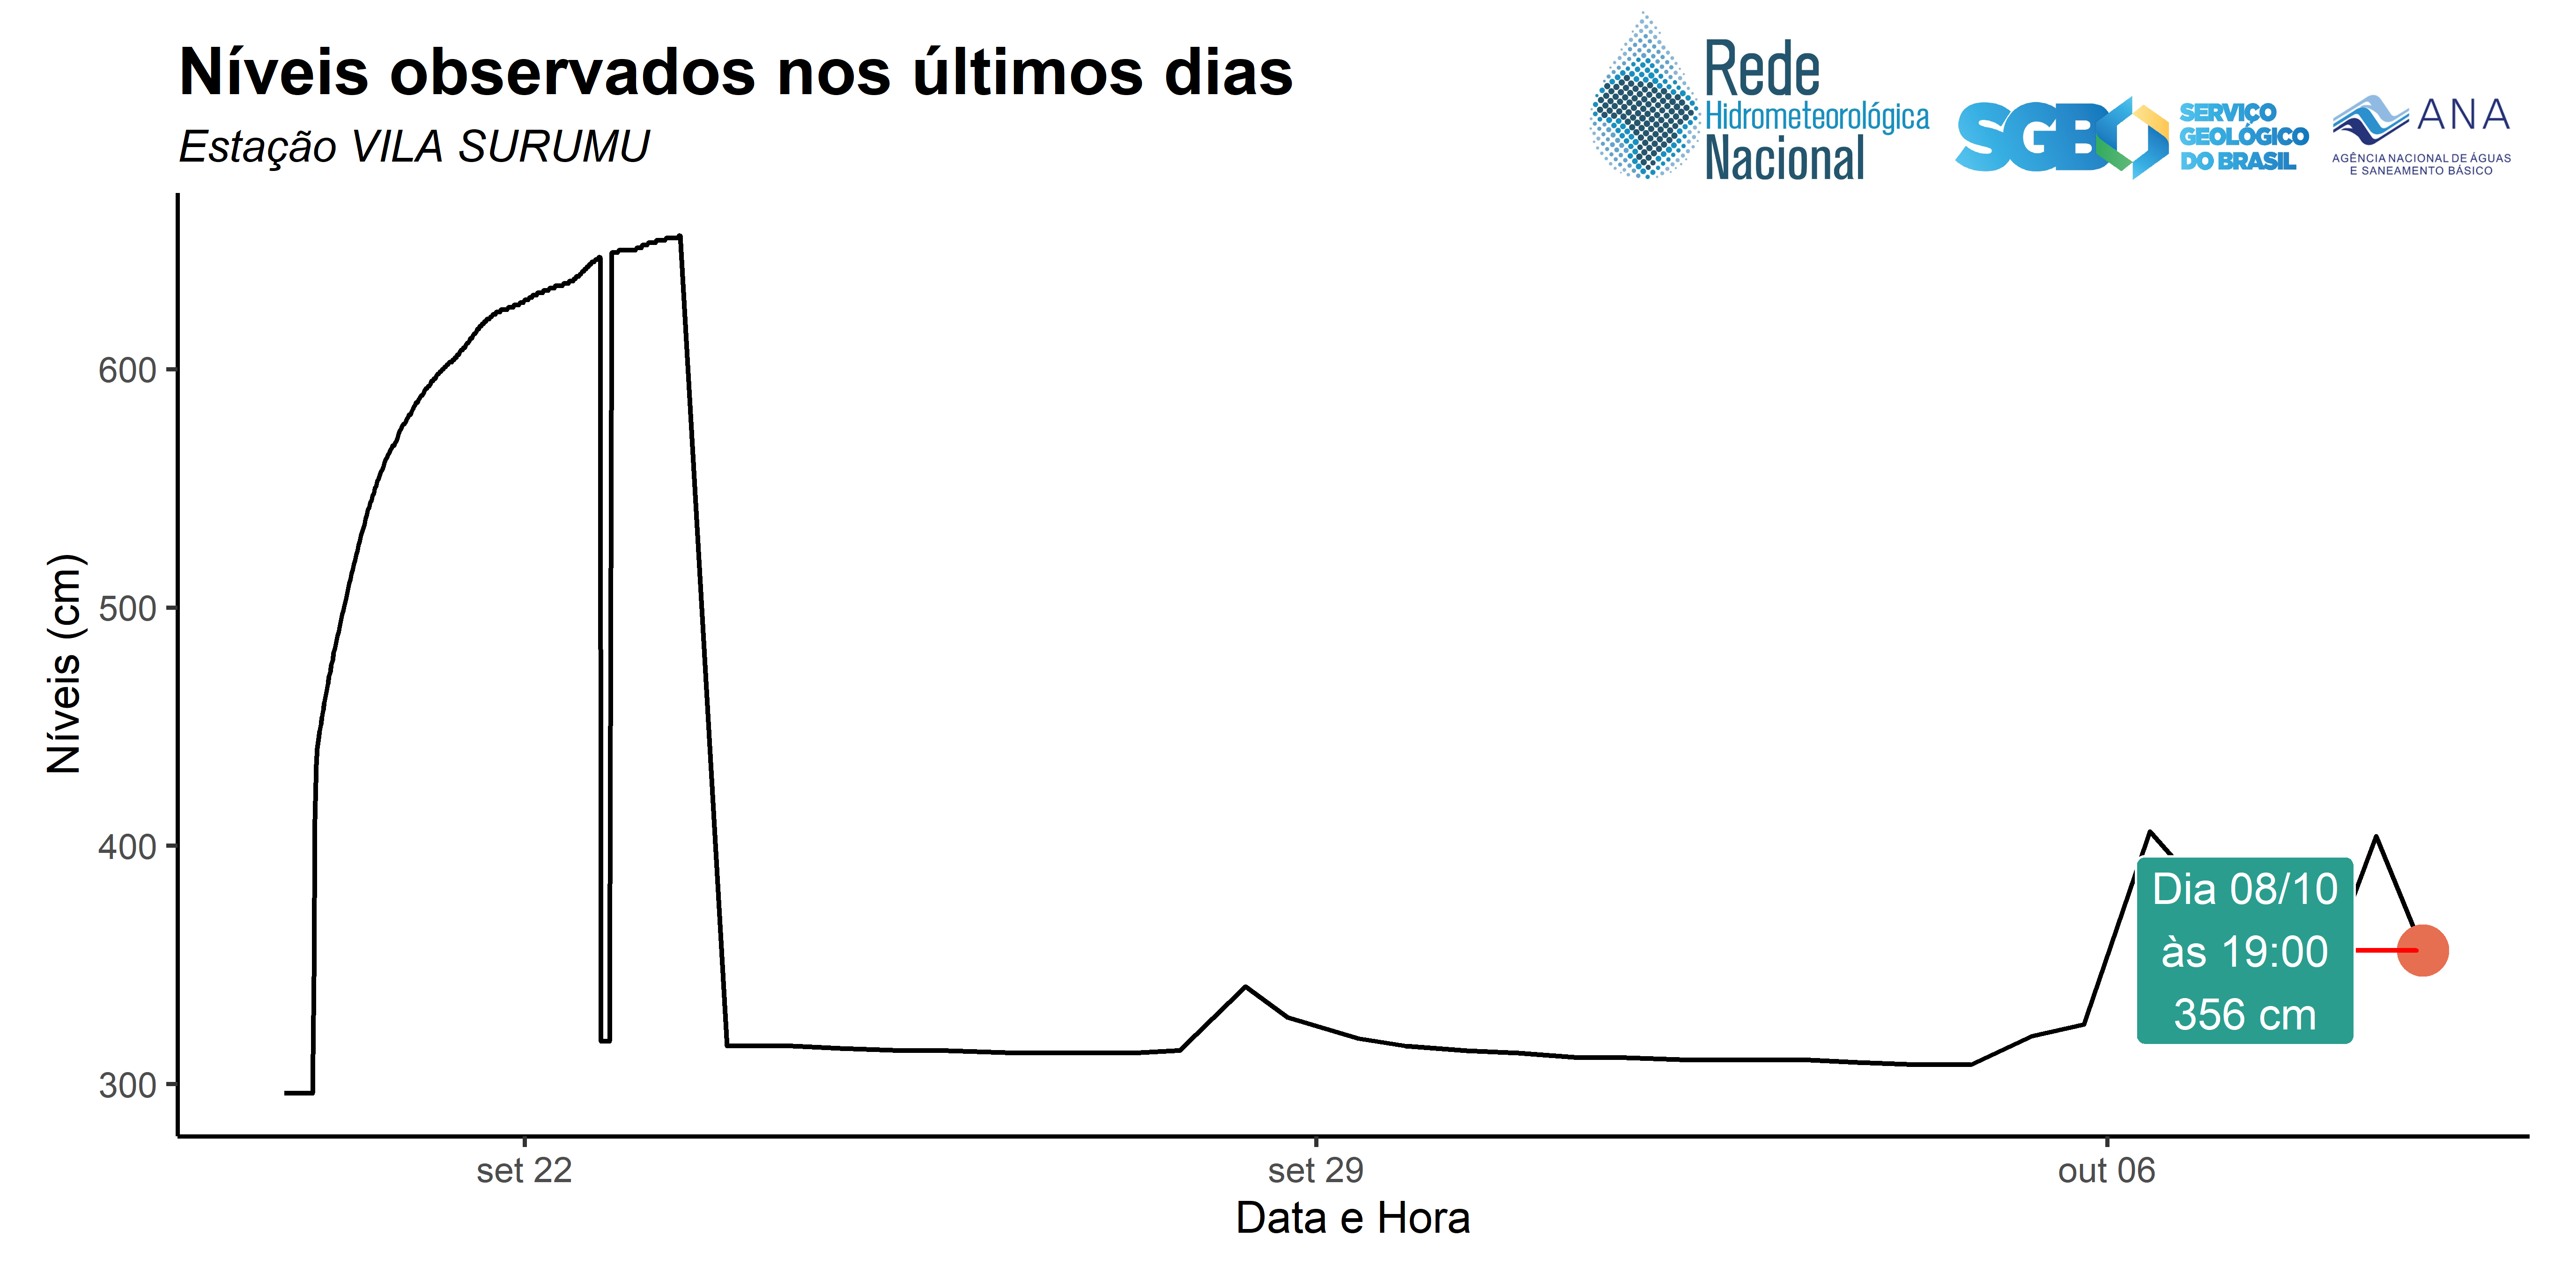 Níveis observados nos últimos dias
Estação VILA SURUMU
Rede
Hidrometeorológica
Nacional
SGB
SERVIÇO
GEOLÓGICO
DO BRASIL
ANA
AGÊNCIA NACIONAL DE ÁGUAS
E SANEAMENTO BÁSICO
Níveis (cm)
600
500
400
300
Dia 08/10
às 19:00
356 cm
set 22
set 29
out 06
Data e Hora